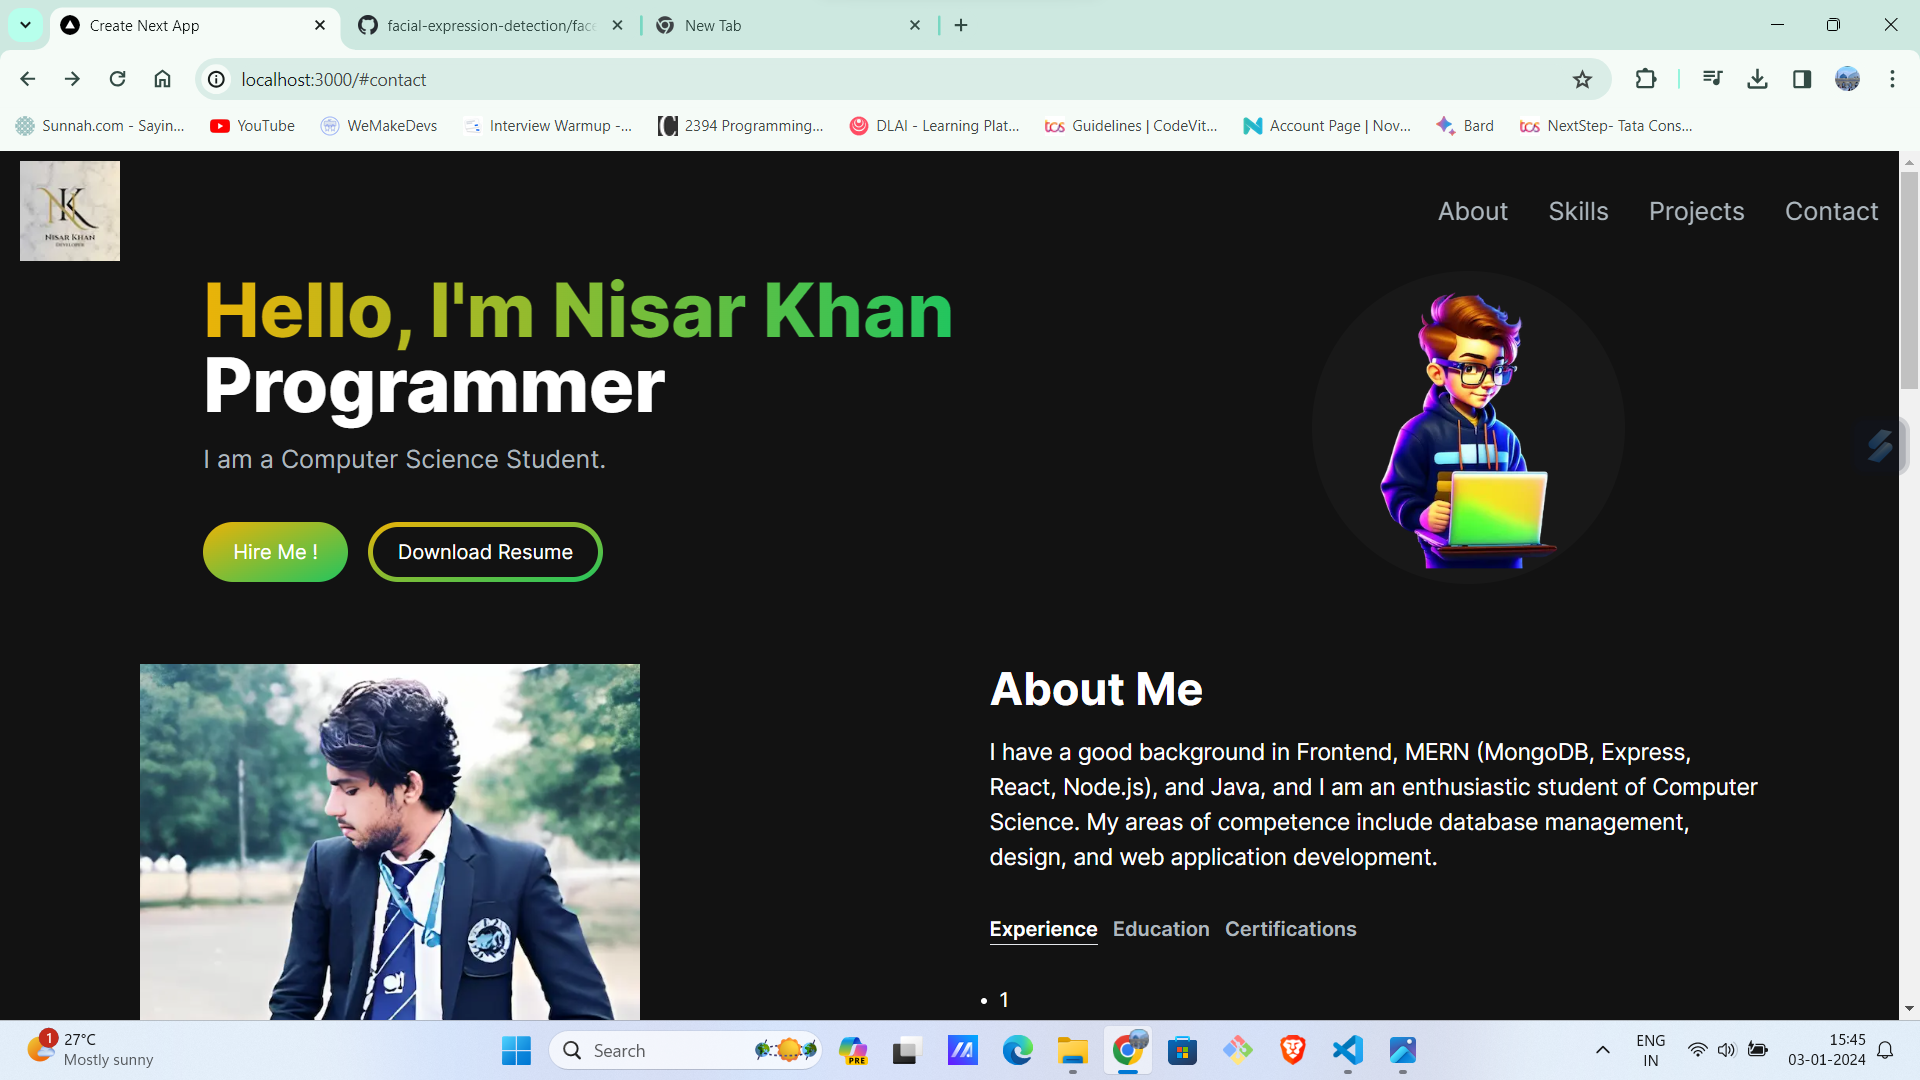 Create Next App
facial-expression-detection/face
New Tab
localhost:3000/#contact
Sunnah.com - Sayin...
YouTube
WeMakeDevs
Interview Warmup -...
2394 Programming...
DLAI - Learning Plat...
tcs Guidelines | CodeVit...
Account Page | Nov...
Bard
tcs NextStep- Tata Cons...
NK
NISAR KHAN
DEVELOPER
About
Skills
Projects
Contact
Hello, I'm Nisar Khan
Programmer
I am a Computer Science Student.
Hire Me !
Download Resume
About Me
I have a good background in Frontend, MERN (MongoDB, Express,
React, Node.js), and Java, and I am an enthusiastic student of Computer
Science. My areas of competence include database management,
design, and web application development.
Experience
Education
Certifications
• 1
1
27°C
Mostly sunny
Search
PRE
ENG
IN
15:45
03-01-2024